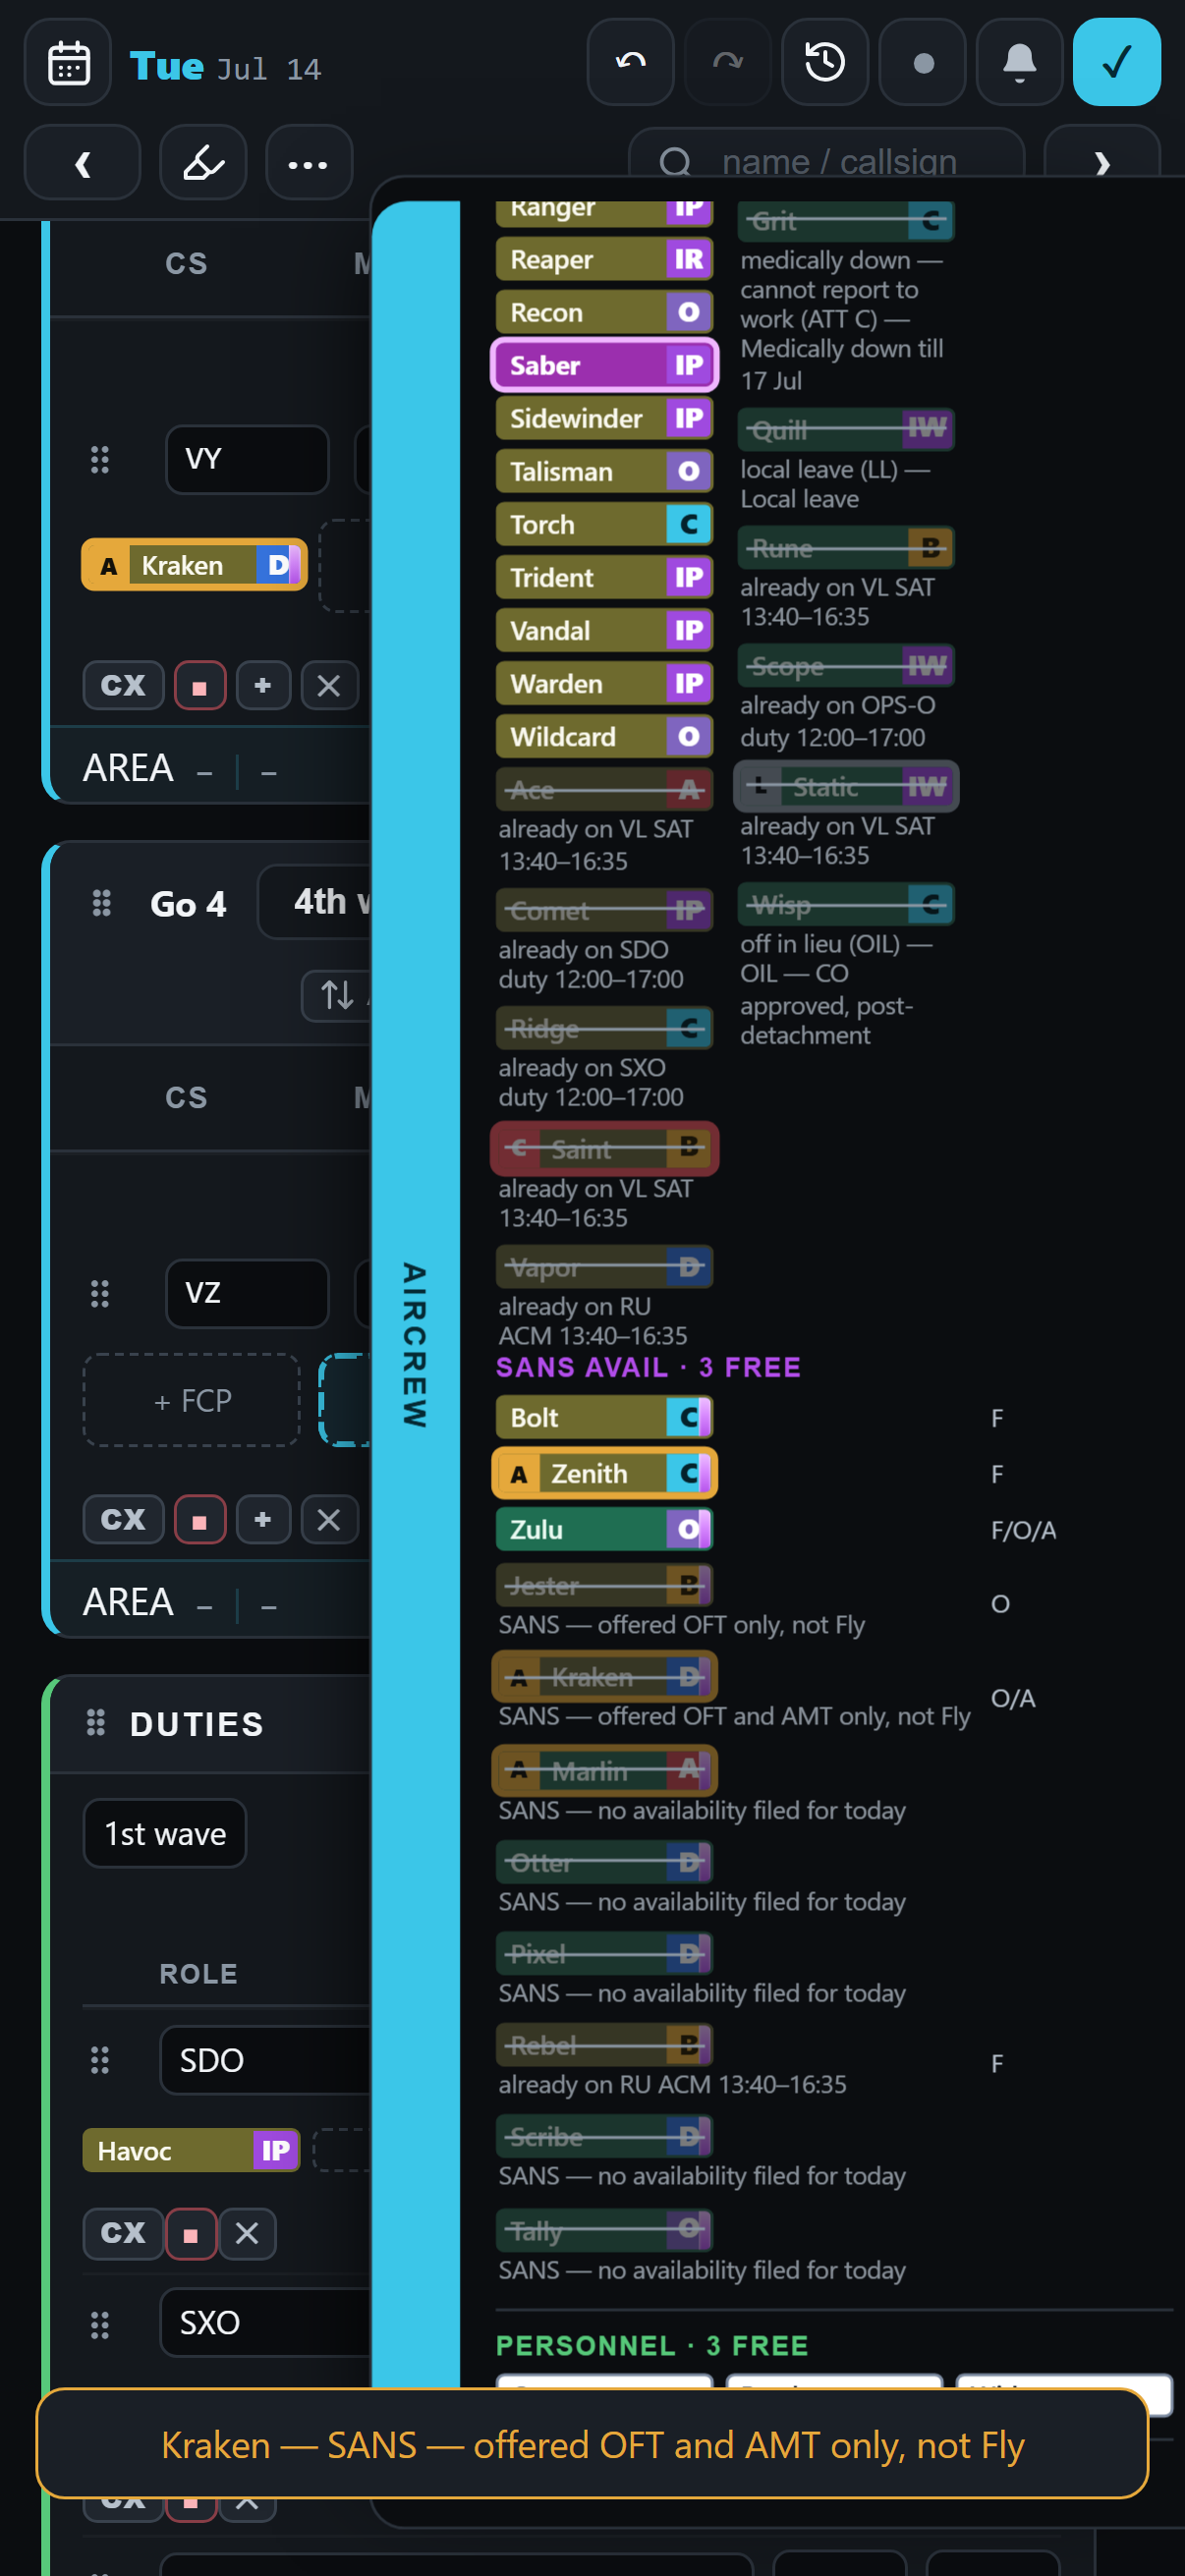 Tue Jul 14
name / callsign
CS
VY
A Kraken D
CX
AREA – –
Go 4
CS
VZ
+ FCP
CX
AREA – –
DUTIES
1st wave
ROLE
SDO
Havoc IP
CX
SXO
CX
AIRCREW
Ranger IP
Reaper IR
Recon O
Saber IP
Sidewinder IP
Talisman O
Torch C
Trident IP
Vandal IP
Warden IP
Wildcard O
Ace A
already on VL SAT
13:40–16:35
Comet IP
already on SDO
duty 12:00–17:00
Ridge C
already on SXO
duty 12:00–17:00
C Saint B
already on VL SAT
13:40–16:35
Vapor D
already on RU
ACM 13:40–16:35
Grit C
medically down —
cannot report to
work (ATT C) —
Medically down till
17 Jul
Quill IW
local leave (LL) —
Local leave
Rune B
already on VL SAT
13:40–16:35
Scope IW
already on OPS-O
duty 12:00–17:00
L Static IW
already on VL SAT
13:40–16:35
Wisp C
off in lieu (OIL) —
OIL — CO
approved, post-
detachment
SANS AVAIL · 3 FREE
Bolt C F
A Zenith C F
Zulu O F/O/A
Jester B O
SANS — offered OFT only, not Fly
A Kraken D O/A
SANS — offered OFT and AMT only, not Fly
A Marlin A
SANS — no availability filed for today
Otter D
SANS — no availability filed for today
Pixel D
SANS — no availability filed for today
Rebel B F
already on RU ACM 13:40–16:35
Scribe D
SANS — no availability filed for today
Tally O
SANS — no availability filed for today
PERSONNEL · 3 FREE
Kraken — SANS — offered OFT and AMT only, not Fly